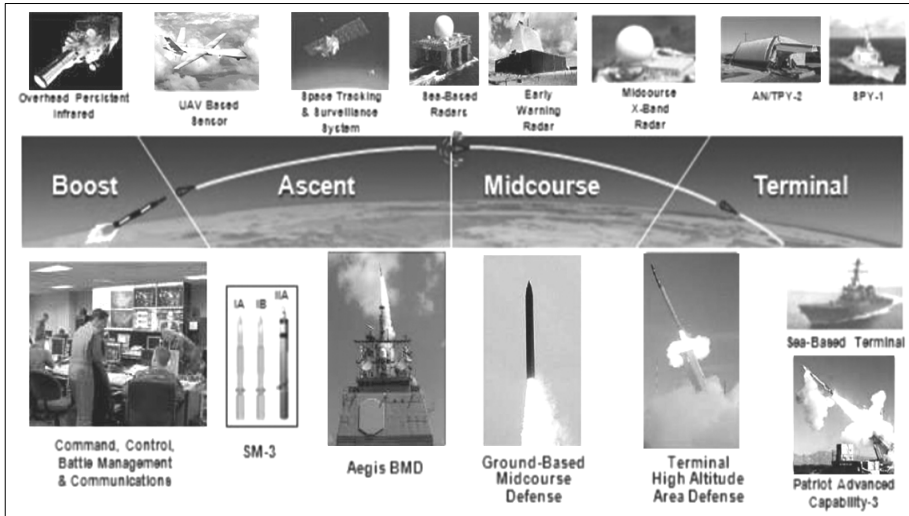 Overhead Persistent
Infrared
UAV Based
Sensor
Space Tracking
& Surveillance
System
Sea-Based
Radars
Early
Warning
Radar
Midcourse
X-Band
Radar
AN/TPY-2
SPY-1
Boost
Ascent
Midcourse
Terminal
IA
IB
IIA
Command, Control,
Battle Management
& Communications
SM-3
Aegis BMD
Ground-Based
Midcourse
Defense
Terminal
High Altitude
Area Defense
Sea-Based Terminal
Patriot Advanced
Capability-3